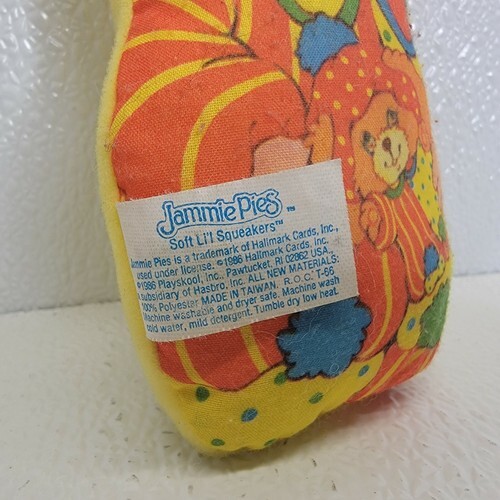 Jammie Pies™
Soft Li'l Squeakers™
Jammie Pies is a trademark of Hallmark Cards, Inc.,
used under license. ©1986 Hallmark Cards, Inc.
©1986 Playskool, Inc., Pawtucket, RI 02862 USA.,
a subsidiary of Hasbro, Inc. ALL NEW MATERIALS:
100% Polyester MADE IN TAIWAN. R.O.C. T-66
Machine washable and dryer safe. Machine wash
cold water, mild detergent. Tumble dry low heat.